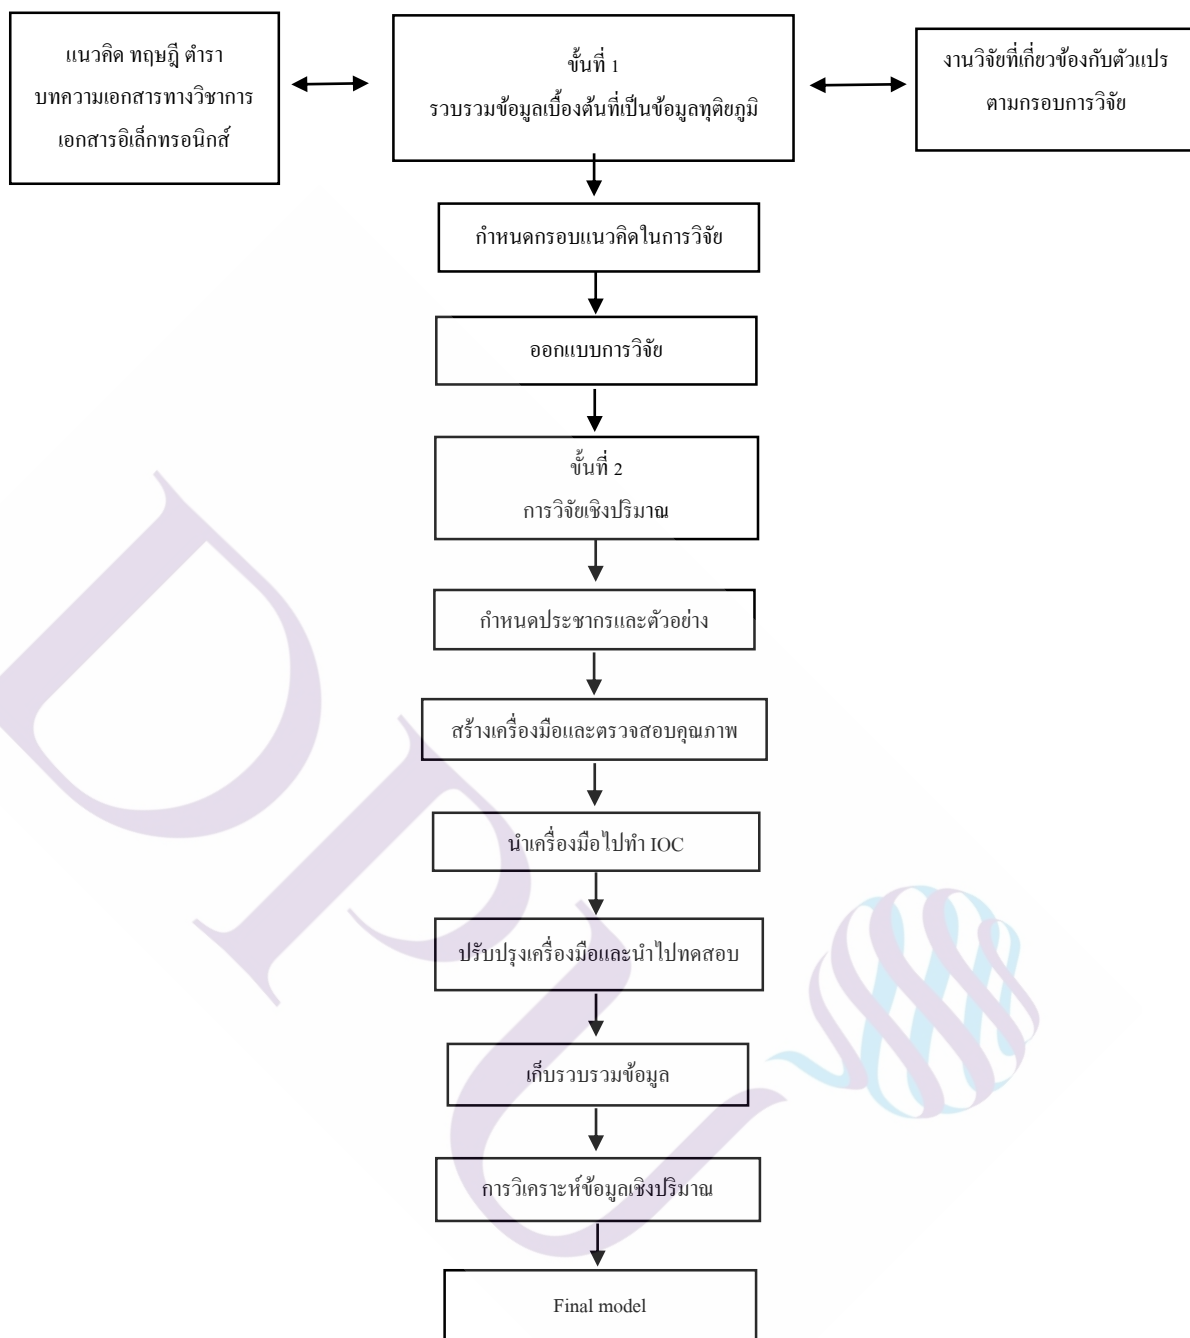 แนวคิด ทฤษฎี ตำรา
บทความเอกสารทางวิชาการ
เอกสารอิเล็กทรอนิกส์
ขั้นที่ 1
รวบรวมข้อมูลเบื้องต้นที่เป็นข้อมูลทุติยภูมิ
งานวิจัยที่เกี่ยวข้องกับตัวแปร
ตามกรอบการวิจัย
กำหนดกรอบแนวคิดในการวิจัย
ออกแบบการวิจัย
ขั้นที่ 2
การวิจัยเชิงปริมาณ
กำหนดประชากรและตัวอย่าง
สร้างเครื่องมือและตรวจสอบคุณภาพ
นำเครื่องมือไปทำ IOC
ปรับปรุงเครื่องมือและนำไปทดสอบ
เก็บรวบรวมข้อมูล
การวิเคราะห์ข้อมูลเชิงปริมาณ
Final model
DPU